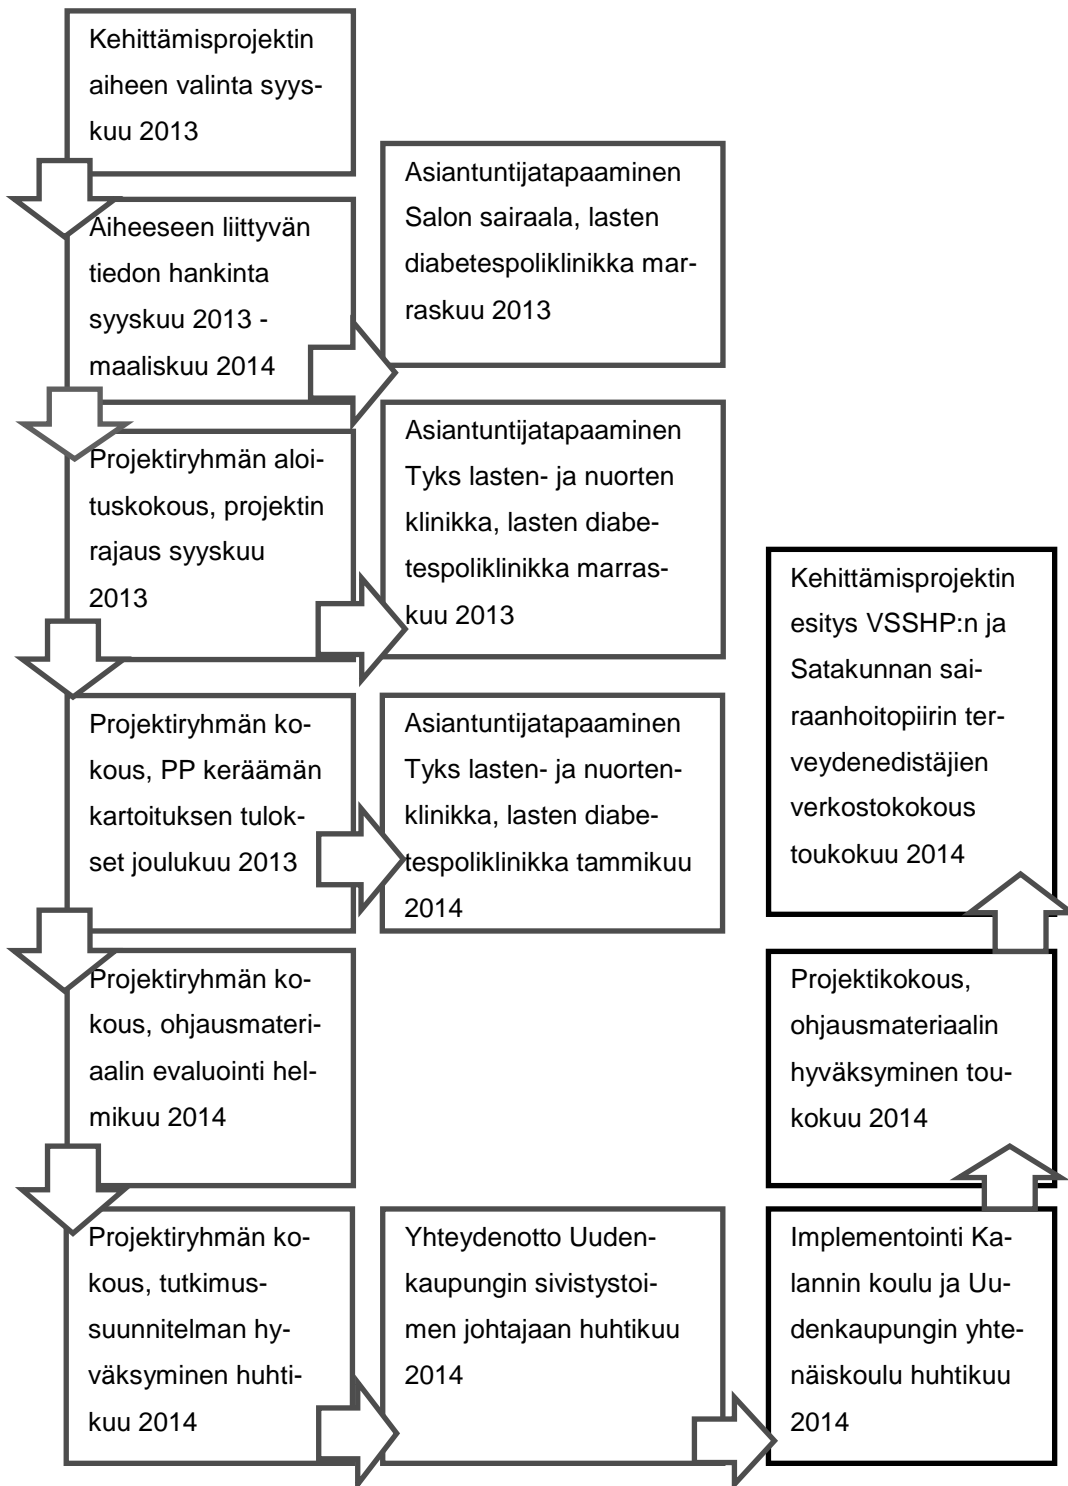 Kehittämisprojektin
aiheen valinta syys-
kuu 2013
Aiheeseen liittyvän
tiedon hankinta
syyskuu 2013 -
maaliskuu 2014
Asiantuntijatapaaminen
Salon sairaala, lasten
diabetespoliklinikka mar-
raskuu 2013
Projektiryhmän aloi-
tuskokous, projektin
rajaus syyskuu
2013
Asiantuntijatapaaminen
Tyks lasten- ja nuorten
klinikka, lasten diabe-
tespoliklinikka marras-
kuu 2013
Projektiryhmän ko-
kous, PP keräämän
kartoituksen tulok-
set joulukuu 2013
Asiantuntijatapaaminen
Tyks lasten- ja nuorten-
klinikka, lasten diabe-
tespoliklinikka tammikuu
2014
Projektiryhmän ko-
kous, ohjausmateri-
aalin evaluointi hel-
mikuu 2014
Projektiryhmän ko-
kous, tutkimus-
suunnitelman hy-
väksyminen huhti-
kuu 2014
Yhteydenotto Uuden-
kaupungin sivistystoi-
men johtajaan huhtikuu
2014
Implementointi Ka-
lannin koulu ja Uu-
denkaupungin yhte-
näiskoulu huhtikuu
2014
Projektikokous,
ohjausmateriaalin
hyväksyminen tou-
kokuu 2014
Kehittämisprojektin
esitys VSSHP:n ja
Satakunnan sai-
raanhoitopiirin ter-
veydenedistäjien
verkostokokous
toukokuu 2014